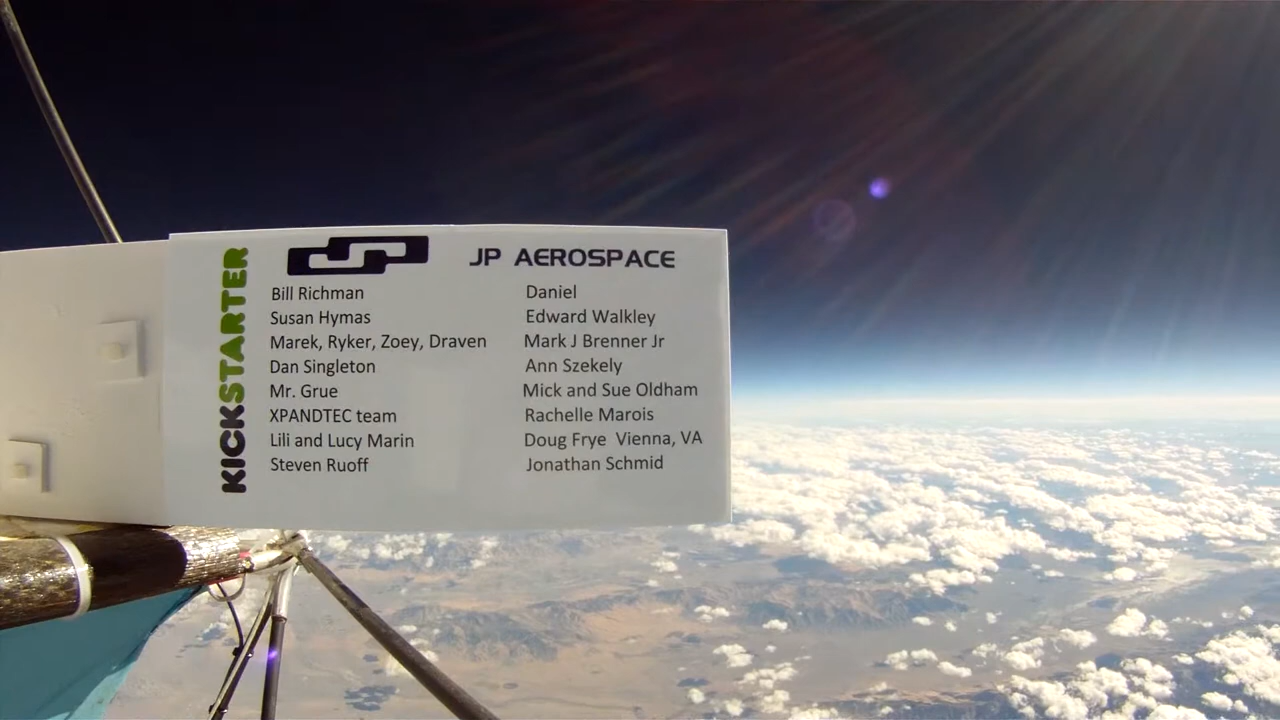 KICKSTARTER
JP JP AEROSPACE
Bill Richman
Susan Hymas
Marek, Ryker, Zoey, Draven
Dan Singleton
Mr. Grue
XPANDTEC team
Lili and Lucy Marin
Steven Ruoff
Daniel
Edward Walkley
Mark J Brenner Jr
Ann Szekely
Mick and Sue Oldham
Rachelle Marois
Doug Frye  Vienna, VA
Jonathan Schmid